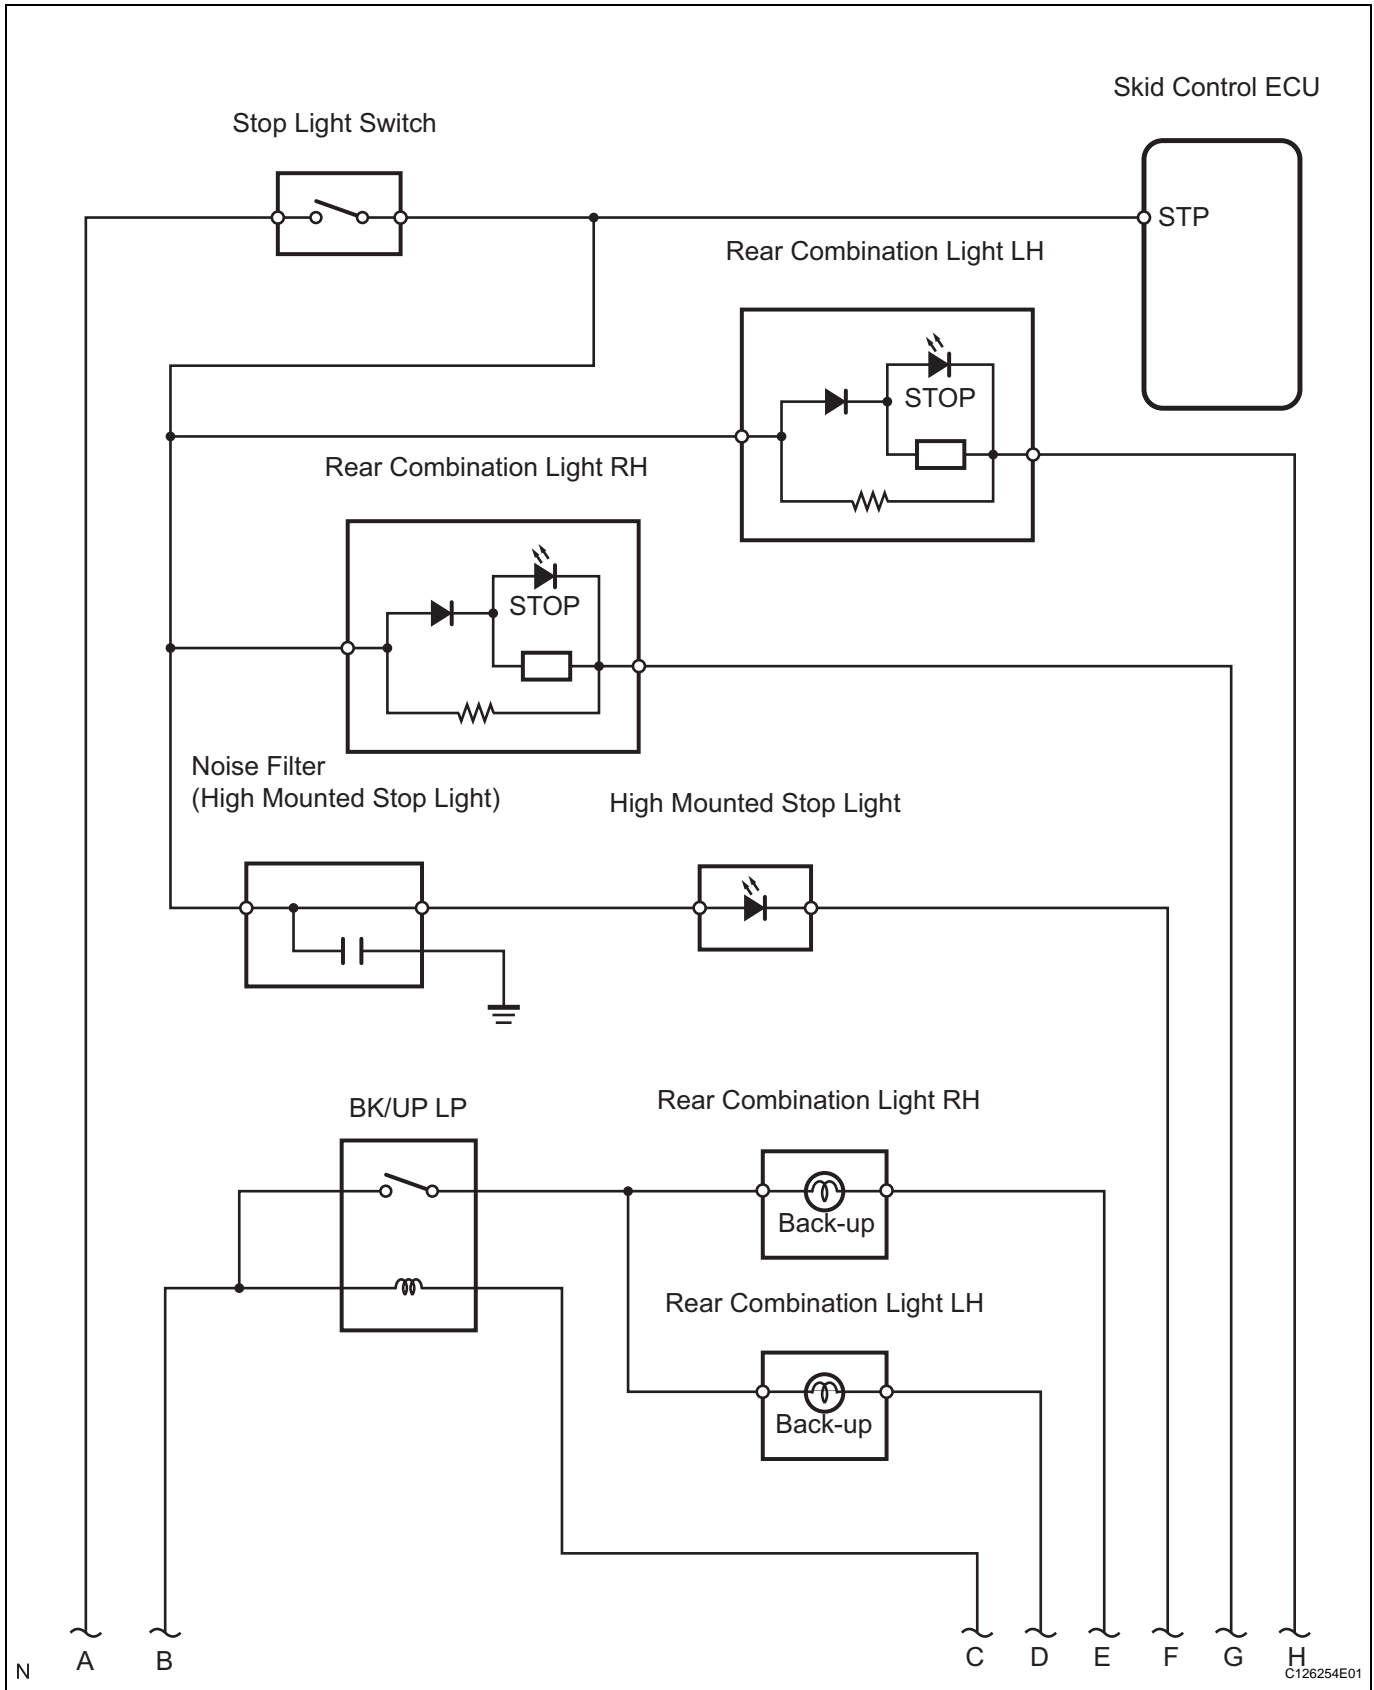 Skid Control ECU
Stop Light Switch
STP
Rear Combination Light LH
STOP
Rear Combination Light RH
STOP
Noise Filter
(High Mounted Stop Light)
High Mounted Stop Light
BK/UP LP
Rear Combination Light RH
Back-up
Rear Combination Light LH
Back-up
A B C D E F G H
N
C126254E01